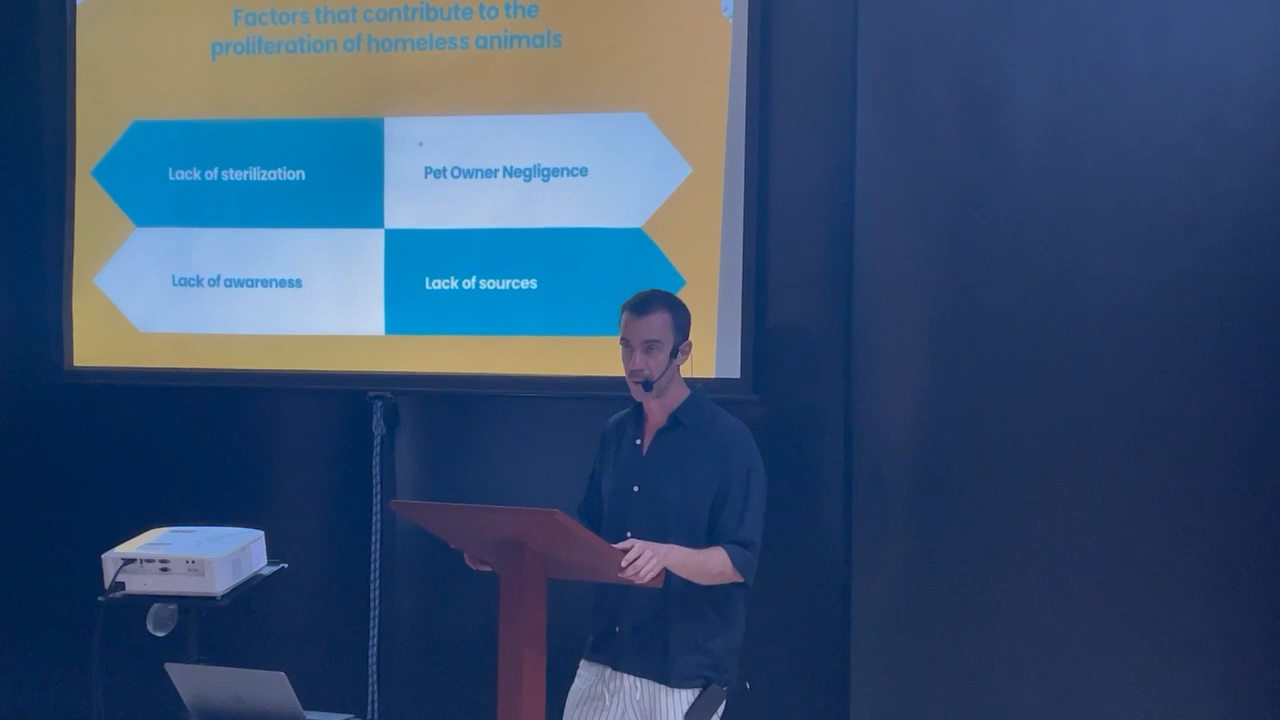 Factors that contribute to the
proliferation of homeless animals
Lack of sterilization
Pet Owner Negligence
Lack of awareness
Lack of sources